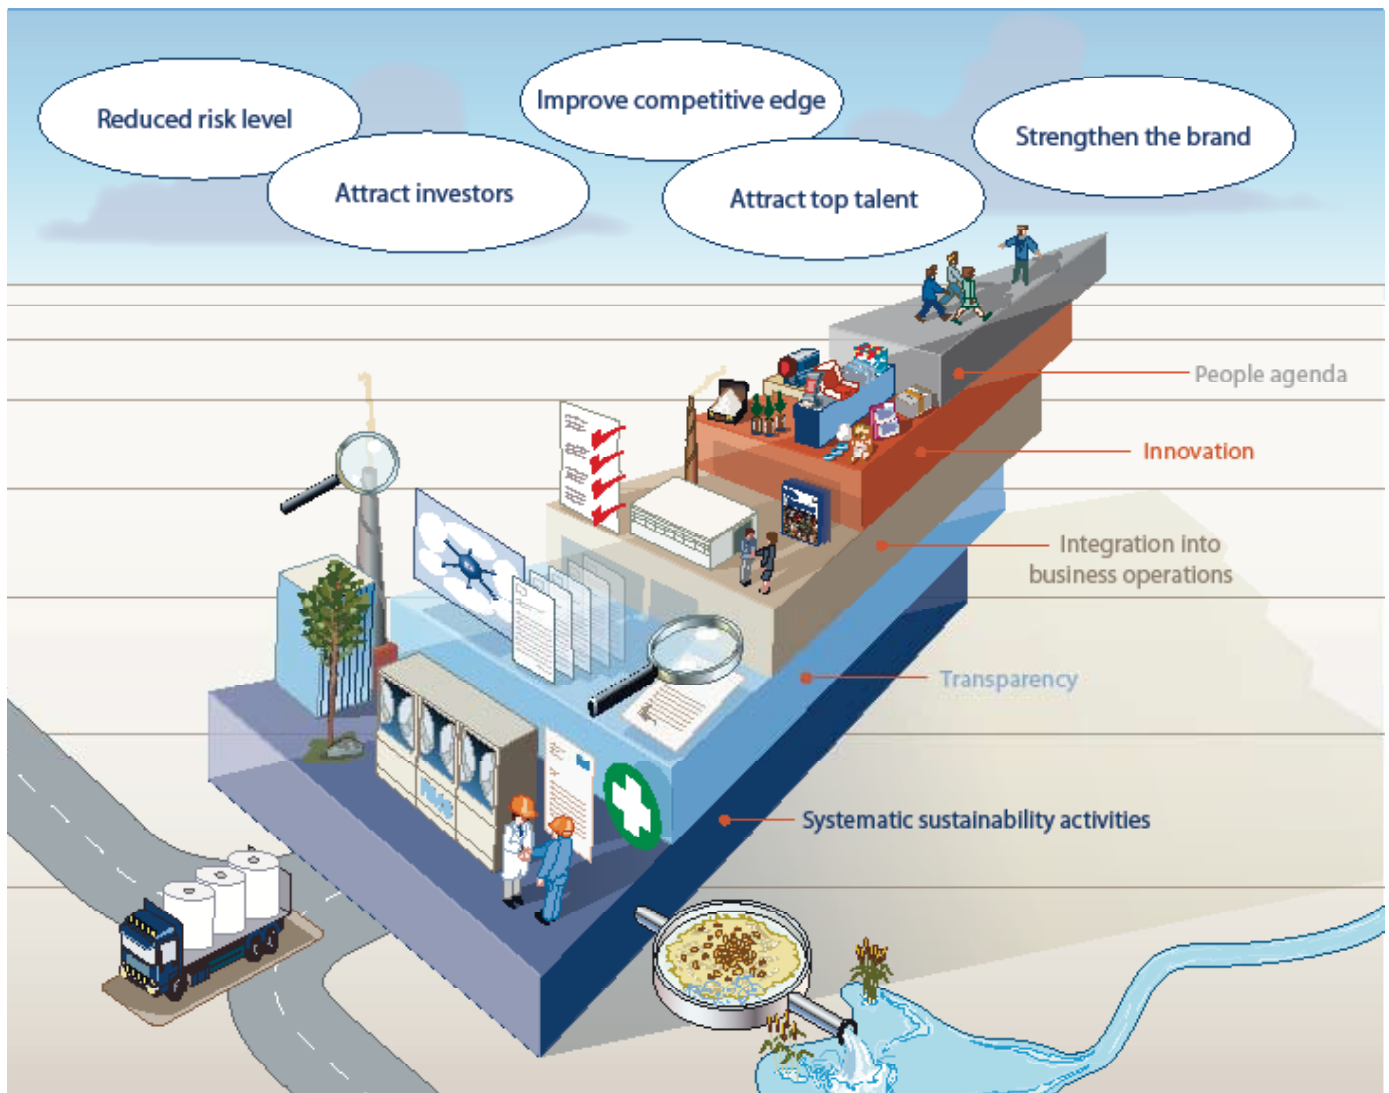 Reduced risk level
Improve competitive edge
Strengthen the brand
Attract investors
Attract top talent
People agenda
Innovation
Integration into
business operations
Transparency
Systematic sustainability activities